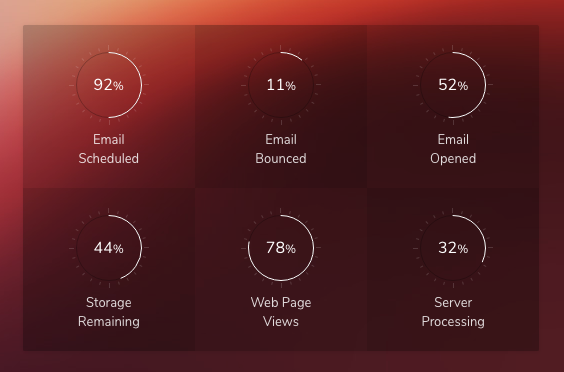 92%
Email
Scheduled
11%
Email
Bounced
52%
Email
Opened
44%
Storage
Remaining
78%
Web Page
Views
32%
Server
Processing